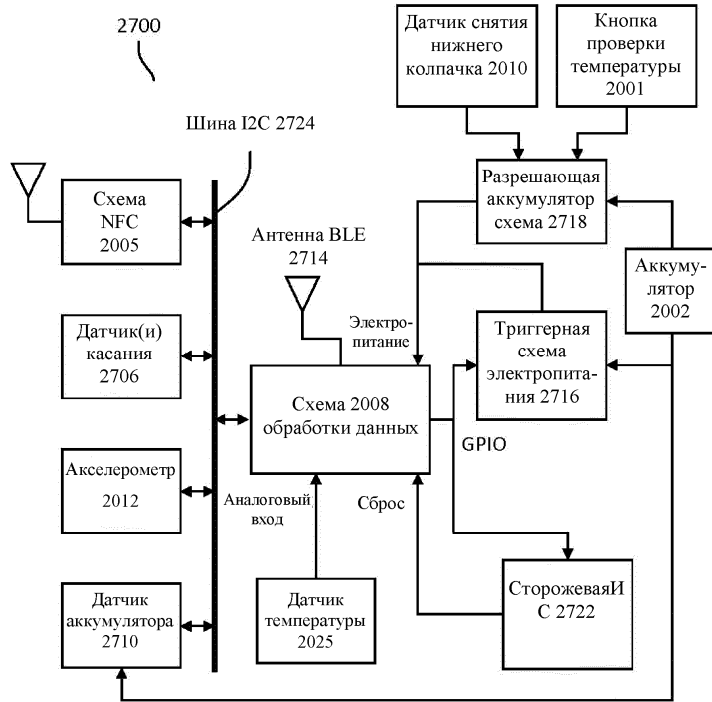 2700
Датчик снятия
нижнего
колпачка 2010
Кнопка
проверки
температуры
2001
Шина I2C 2724
Схема
NFC
2005
Разрешающая
аккумулятор
схема 2718
Антенна BLE
2714
Аккуму-
лятор
2002
Электро-
питание
Датчик(и)
касания
2706
Триггерная
схема
электропита-
ния 2716
Схема 2008
обработки данных
GPIO
Акселерометр
2012
Аналоговый
вход
Сброс
Датчик
аккумулятора
2710
Датчик
температуры
2025
СторожеваяИ
С 2722